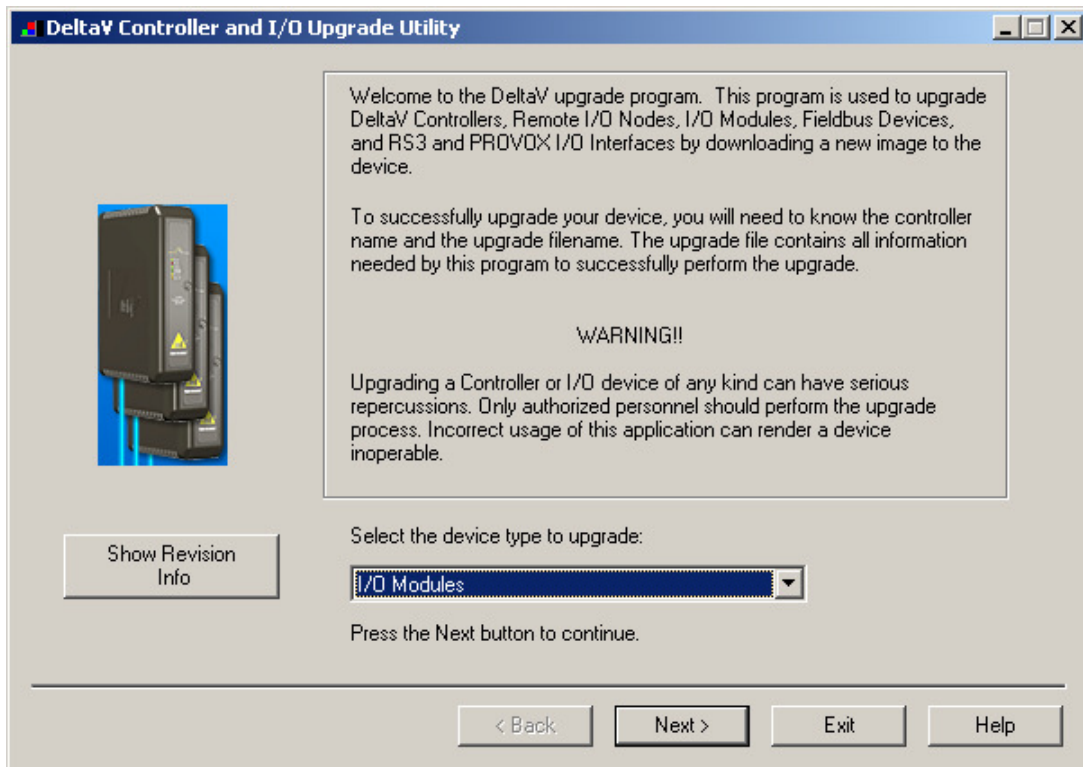 DeltaV Controller and I/O Upgrade Utility
Welcome to the DeltaV upgrade program. This program is used to upgrade
DeltaV Controllers, Remote I/O Nodes, I/O Modules, Fieldbus Devices,
and RS3 and PROVOX I/O Interfaces by downloading a new image to the
device.
To successfully upgrade your device, you will need to know the controller
name and the upgrade filename. The upgrade file contains all information
needed by this program to successfully perform the upgrade.
WARNING!!
Upgrading a Controller or I/O device of any kind can have serious
repercussions. Only authorized personnel should perform the upgrade
process. Incorrect usage of this application can render a device
inoperable.
Show Revision
Info
Select the device type to upgrade:
I/O Modules
Press the Next button to continue.
< Back
Next >
Exit
Help